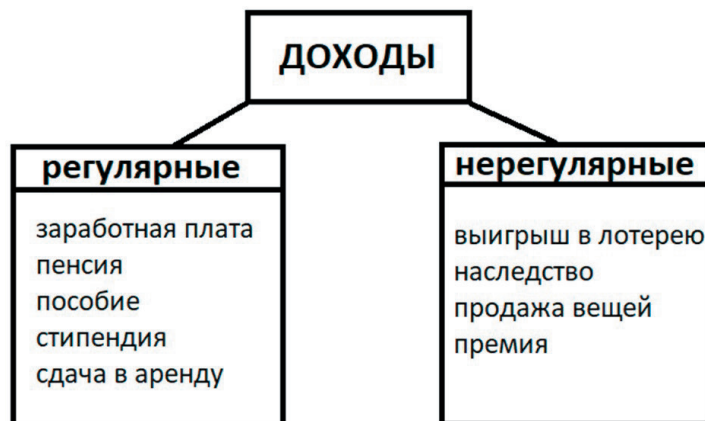 ДОХОДЫ
регулярные
заработная плата
пенсия
пособие
стипендия
сдача в аренду
нерегулярные
выигрыш в лотерею
наследство
продажа вещей
премия